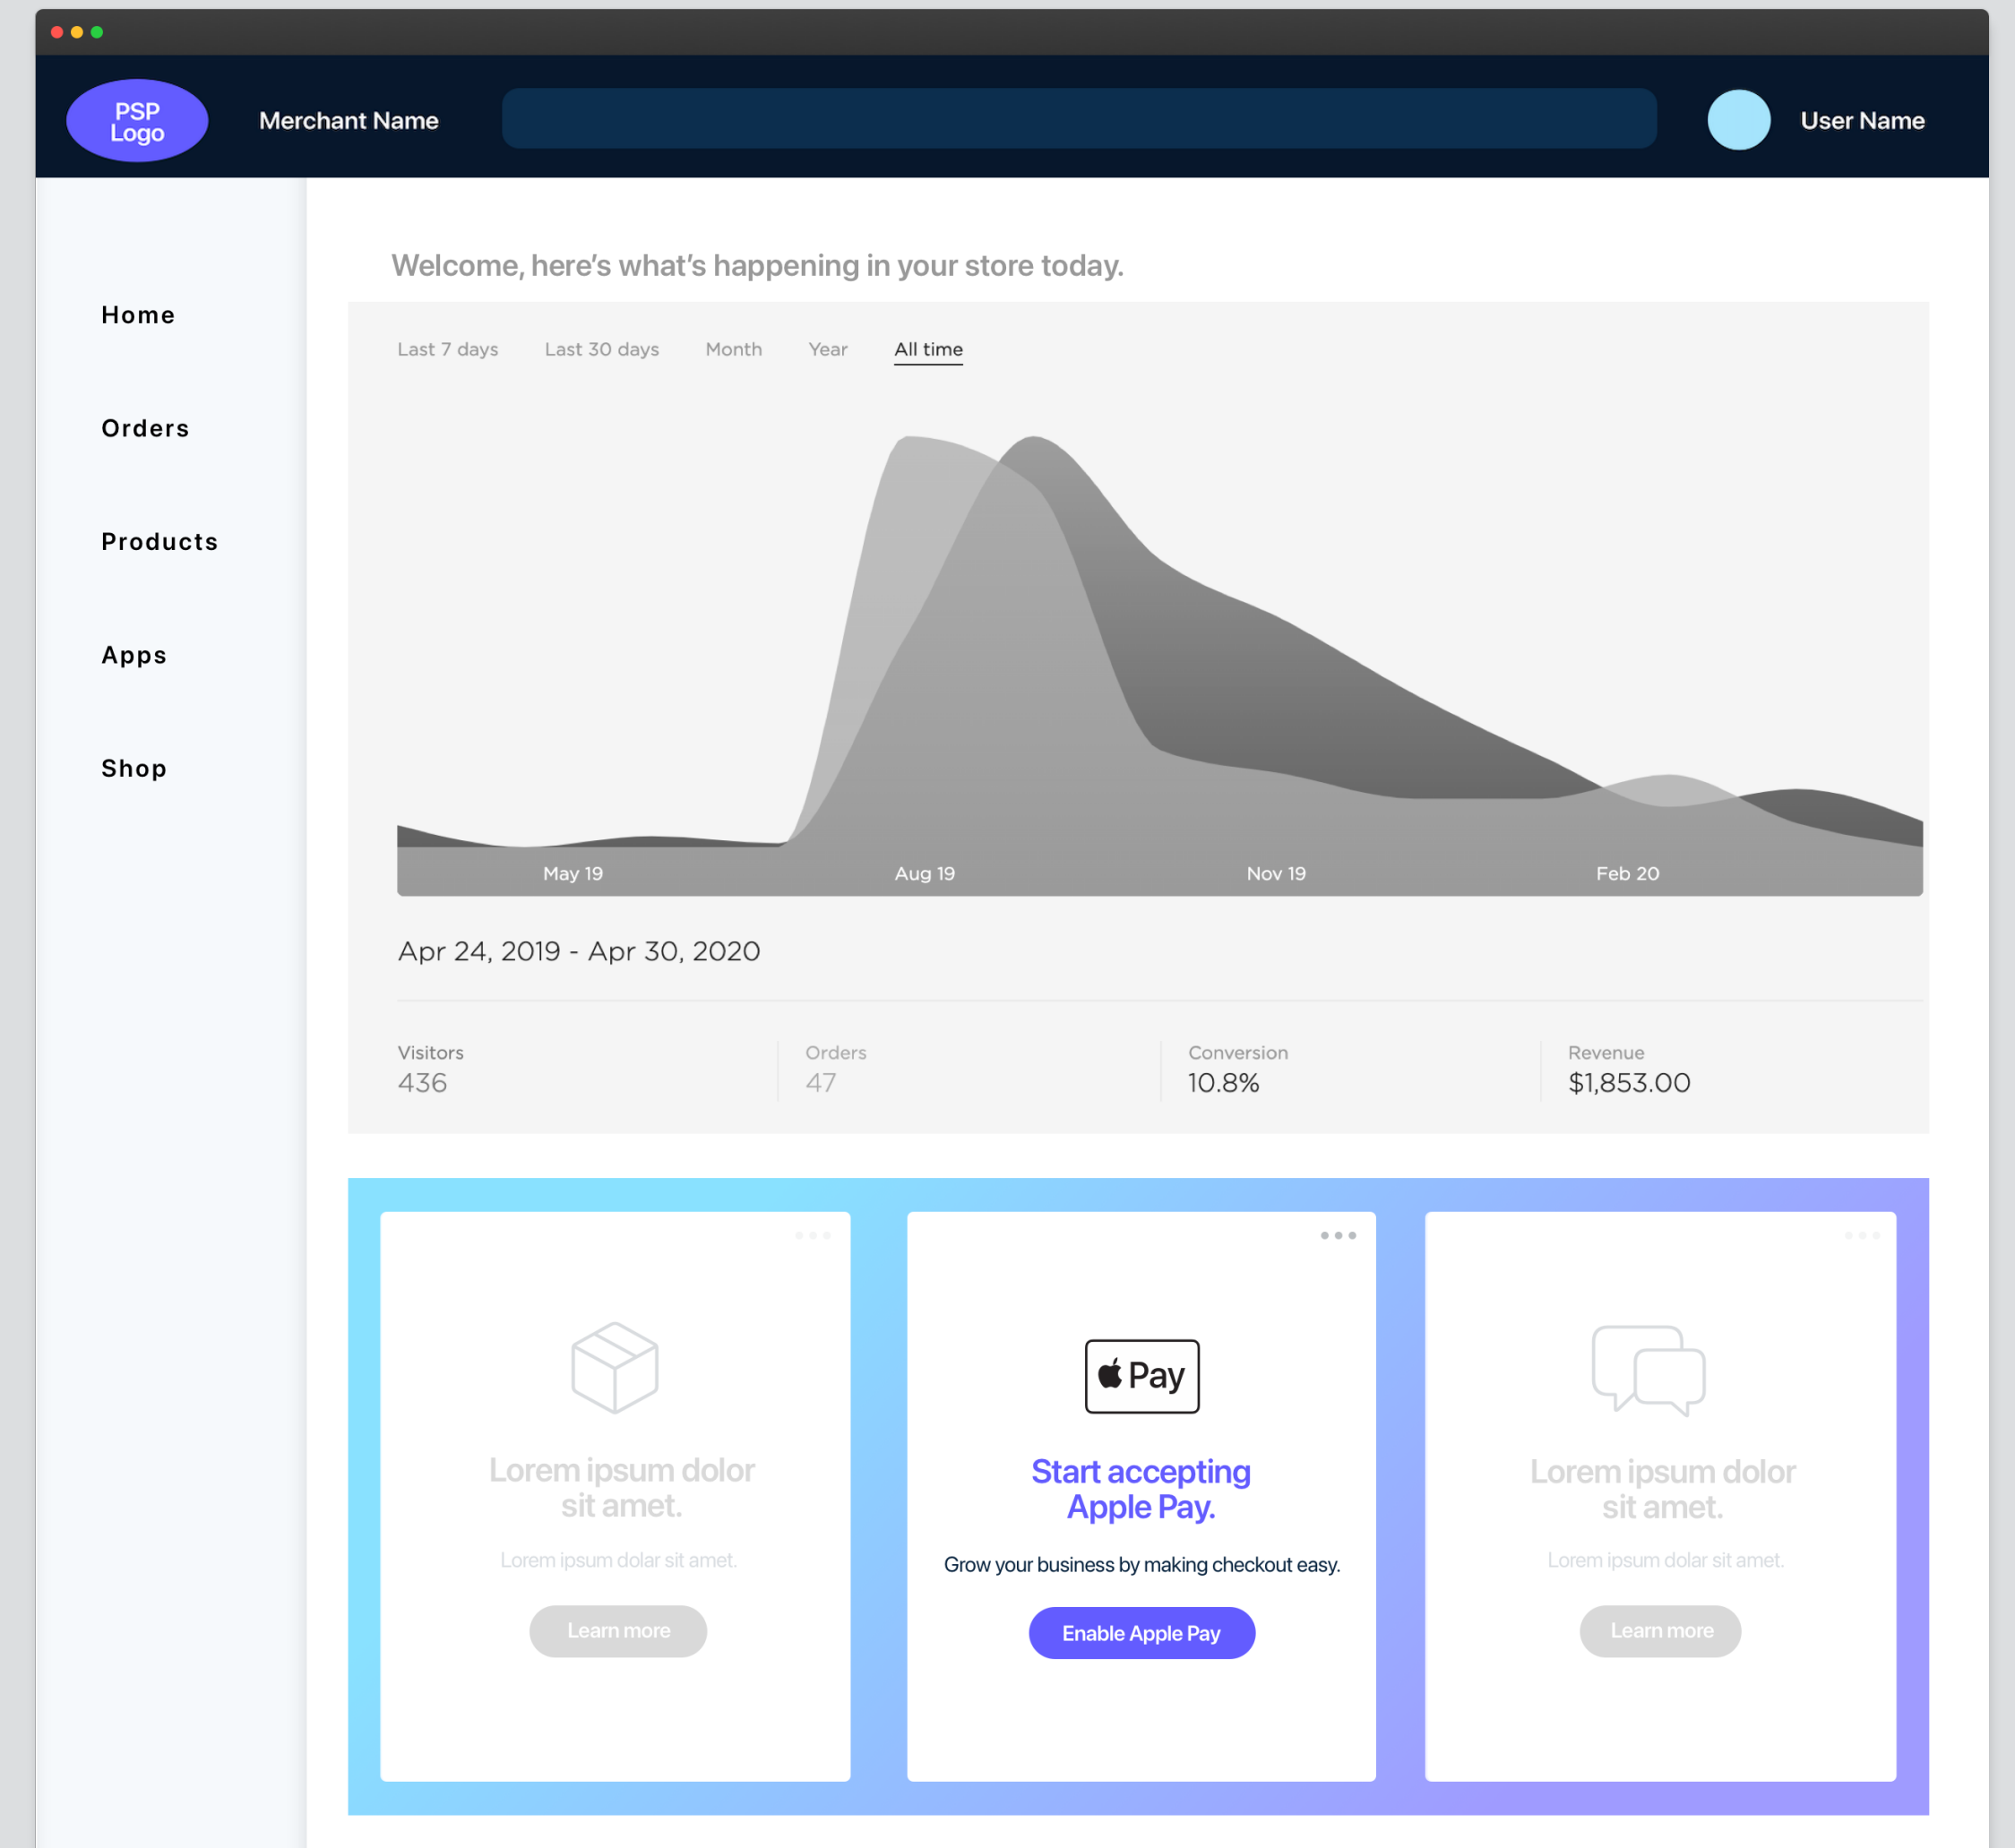 PSP
Logo
Merchant Name
User Name
Home
Orders
Products
Apps
Shop
Welcome, here’s what’s happening in your store today.
Last 7 days Last 30 days Month Year All time
May 19 Aug 19 Nov 19 Feb 20
Apr 24, 2019 - Apr 30, 2020
Visitors
436
Orders
47
Conversion
10.8%
Revenue
$1,853.00
Lorem ipsum dolor
sit amet.
Lorem ipsum dolar sit amet.
Learn more
Pay
Start accepting
Apple Pay.
Grow your business by making checkout easy.
Enable Apple Pay
Lorem ipsum dolor
sit amet.
Lorem ipsum dolar sit amet.
Learn more